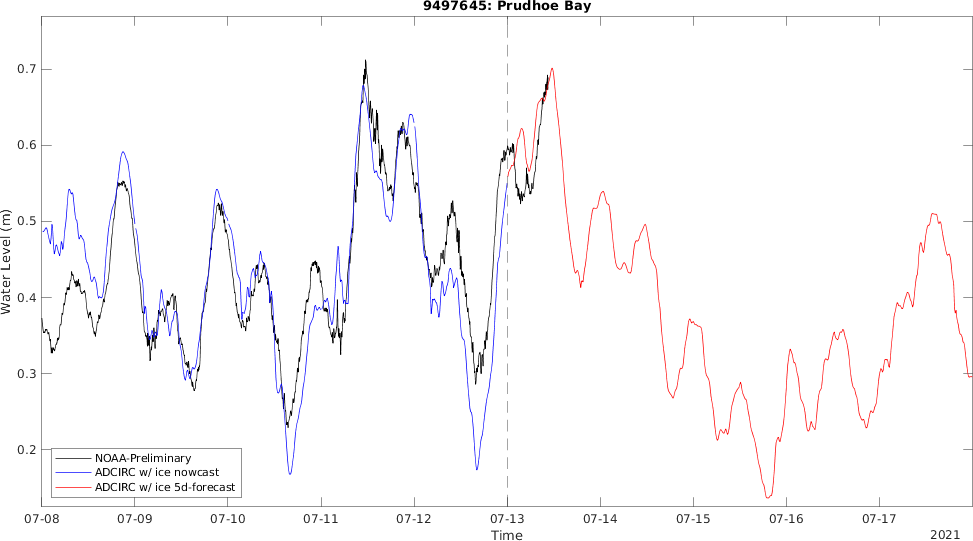 9497645: Prudhoe Bay
0.7
0.6
0.5
0.4
0.3
0.2
Water Level (m)
NOAA-Preliminary
ADCIRC w/ ice nowcast
ADCIRC w/ ice 5d-forecast
07-08 07-09 07-10 07-11 07-12 07-13 07-14 07-15 07-16 07-17
Time
2021